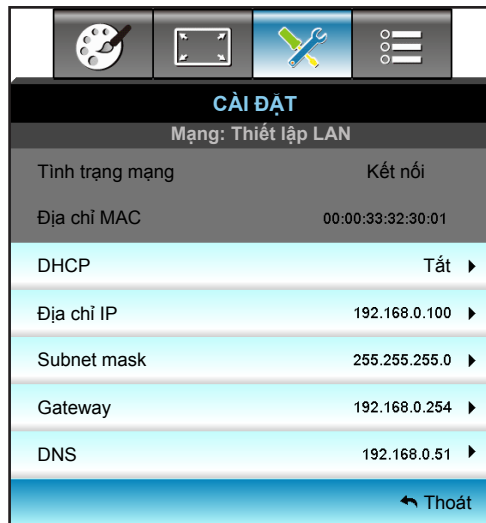 CÀI ĐẶT
Mạng: Thiết lập LAN
Tình trạng mạng Kết nối
Địa chỉ MAC 00:00:33:32:30:01
DHCP Tắt
Địa chỉ IP 192.168.0.100
Subnet mask 255.255.255.0
Gateway 192.168.0.254
DNS 192.168.0.51
Thoát